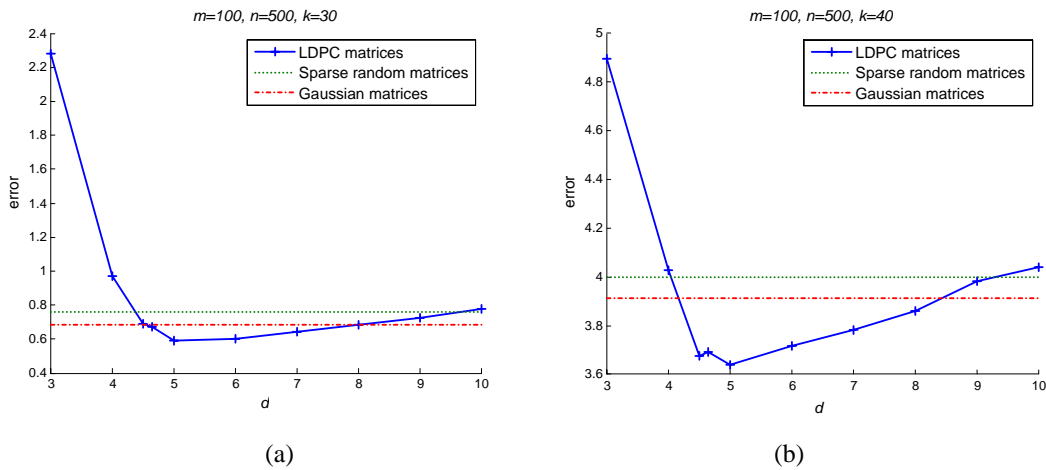 m=100, n=500, k=30
2.4
2.2
2
1.8
1.6
1.4
1.2
1
0.8
0.6
0.4
error
LDPC matrices
Sparse random matrices
Gaussian matrices
3 4 5 6 7 8 9 10
d
(a)
m=100, n=500, k=40
5
4.8
4.6
4.4
4.2
4
3.8
3.6
error
LDPC matrices
Sparse random matrices
Gaussian matrices
3 4 5 6 7 8 9 10
d
(b)